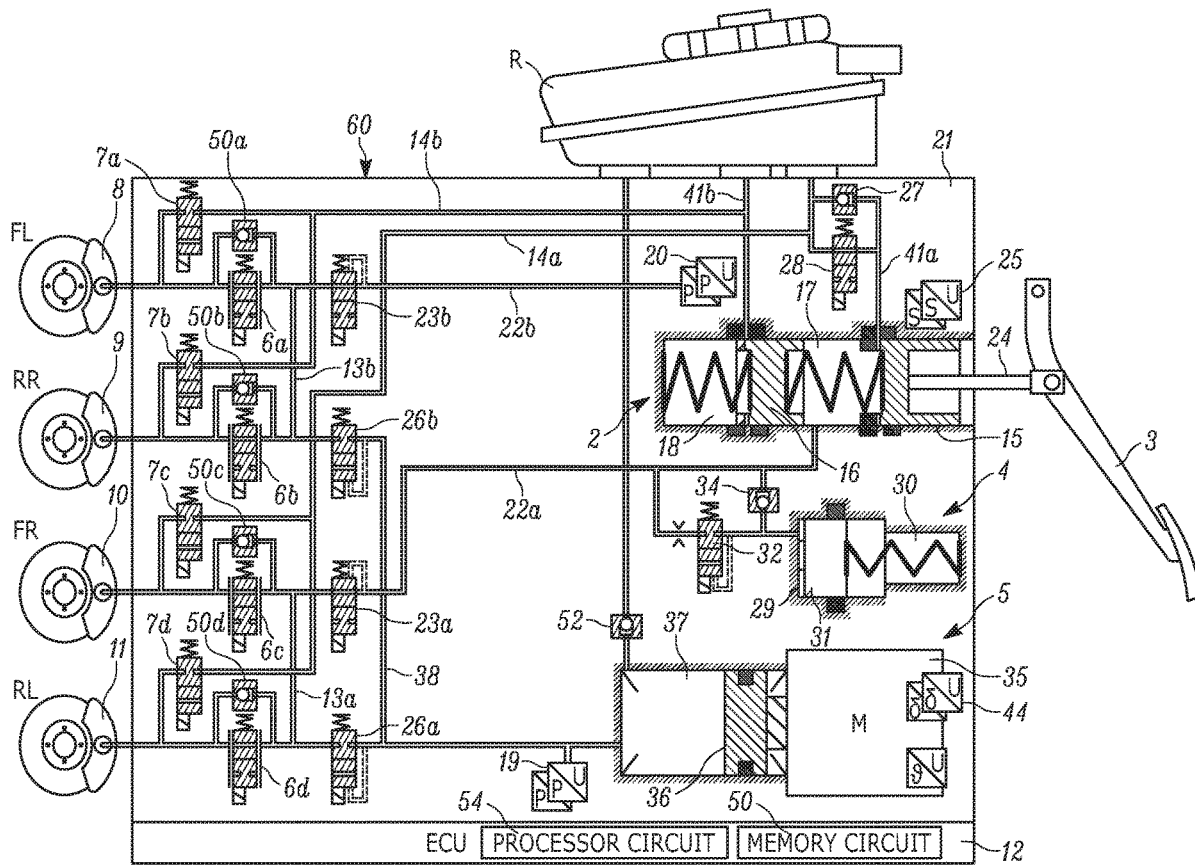 R
60
50a
14b
21
7a
41b
27
8
FL
14a
20
U
P
P
28
41a
17
S
U
25
22b
6a
23b
7b
50b
24
9
RR
13b
2
26b
18
16
15
3
7c
50c
6b
22a
34
30
4
10
FR
32
29
31
5
7d
50d
6c
23a
52
37
35
11
RL
38
U
δ
δ
44
M
13a
26a
19
U
P
P
36
U
ϑ
6d
54
50
ECU
PROCESSOR CIRCUIT
MEMORY CIRCUIT
12